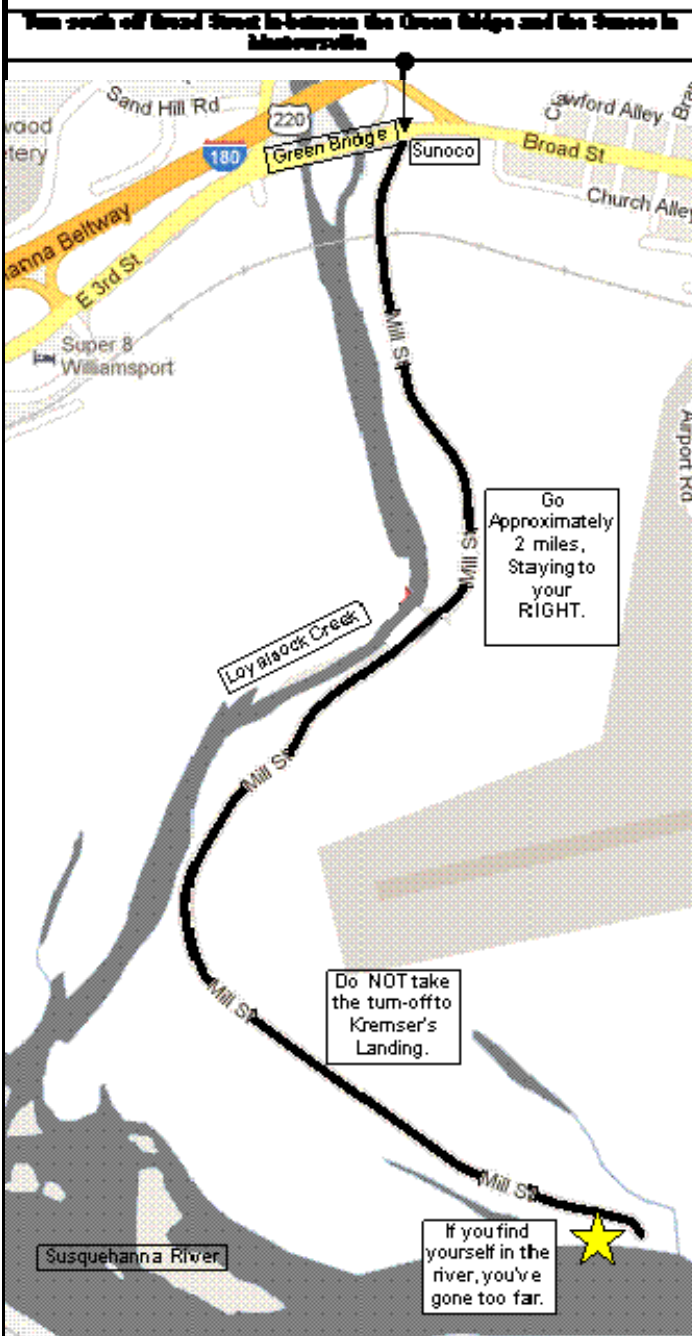 Turn south off Broad Street in-between the Green Bridge and the Sunoco in
Montoursville
Sand Hill Rd
220
Crawford Alley
wood
tery
180
Green Bridge
Sunoco
Broad St
Church Alley
hanna Beltway
E 3rd St
Super 8
Williamsport
Mill St
Airport Rd
Go
Approximately
2 miles,
Staying to
your
RIGHT.
Mill St
Loyalsock Creek
Mill St
Do NOT take
the turn-off to
Kremser's
Landing.
Mill St
Mill St
If you find
yourself in the
river, you've
gone too far.
Susquehanna River